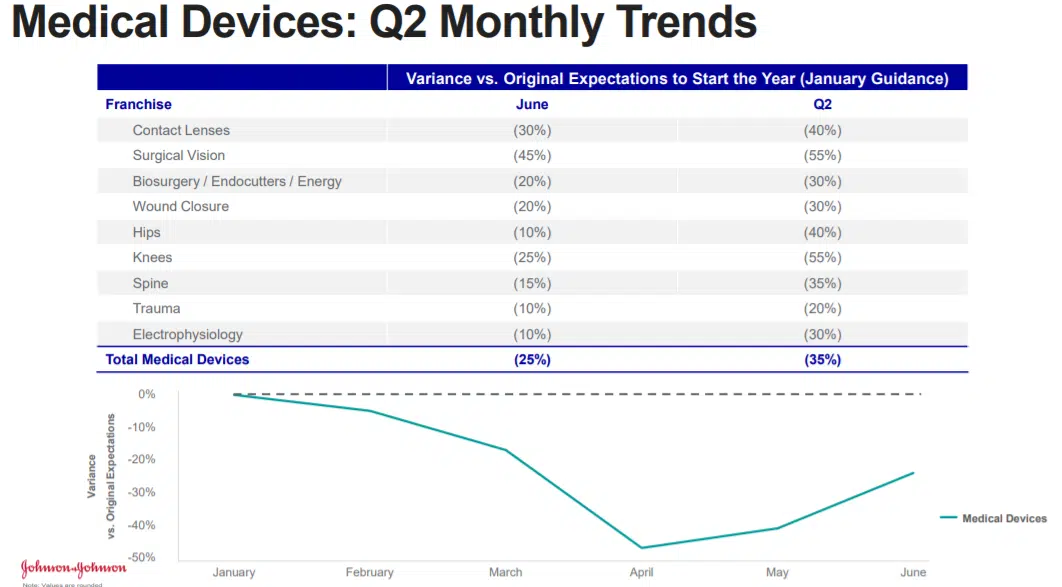 Medical Devices: Q2 Monthly Trends
Variance vs. Original Expectations to Start the Year (January Guidance)
Franchise June Q2
Contact Lenses (30%) (40%)
Surgical Vision (45%) (55%)
Biosurgery / Endocutters / Energy (20%) (30%)
Wound Closure (20%) (30%)
Hips (10%) (40%)
Knees (25%) (55%)
Spine (15%) (35%)
Trauma (10%) (20%)
Electrophysiology (10%) (30%)
Total Medical Devices (25%) (35%)
Variance
vs. Original Expectations
0%
-10%
-20%
-30%
-40%
-50%
January February March April May June
Medical Devices
Johnson & Johnson
Note: Values are rounded